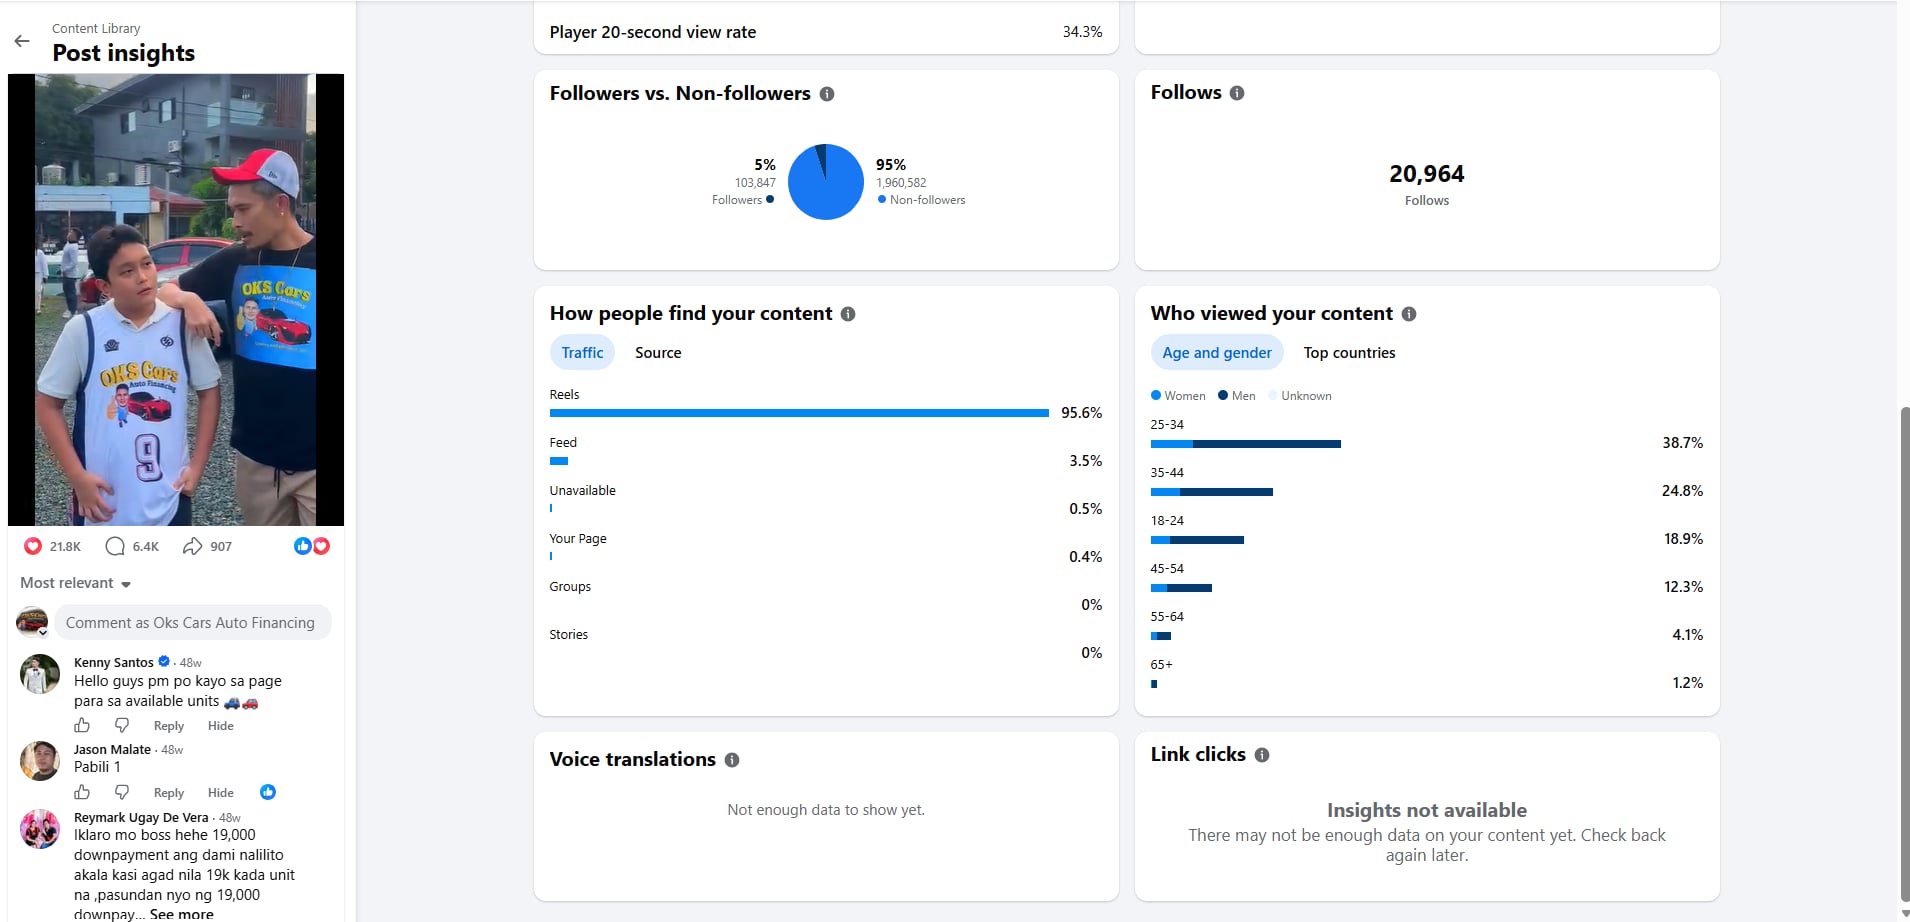 Content Library
Post insights
OKS Cars
Auto Financing
OKS Cars
Auto Financing
9
21.8K
6.4K
907
Most relevant
Comment as Oks Cars Auto Financing
Kenny Santos · 48w
Hello guys pm po kayo sa page
para sa available units 🚙🚗
Reply
Hide
Jason Malate · 48w
Pabili 1
Reply
Hide
Reymark Ugay De Vera · 48w
Iklaro mo boss hehe 19,000
downpayment ang dami nalilito
akala kasi agad nila 19k kada unit
na ,pasundan nyo ng 19,000
downpay... See more
Player 20-second view rate
34.3%
Followers vs. Non-followers
5%
103,847
Followers
95%
1,960,582
Non-followers
Follows
20,964
Follows
How people find your content
Traffic
Source
Reels
95.6%
Feed
3.5%
Unavailable
0.5%
Your Page
0.4%
Groups
0%
Stories
0%
Who viewed your content
Age and gender
Top countries
Women
Men
Unknown
25-34
38.7%
35-44
24.8%
18-24
18.9%
45-54
12.3%
55-64
4.1%
65+
1.2%
Voice translations
Not enough data to show yet.
Link clicks
Insights not available
There may not be enough data on your content yet. Check back
again later.